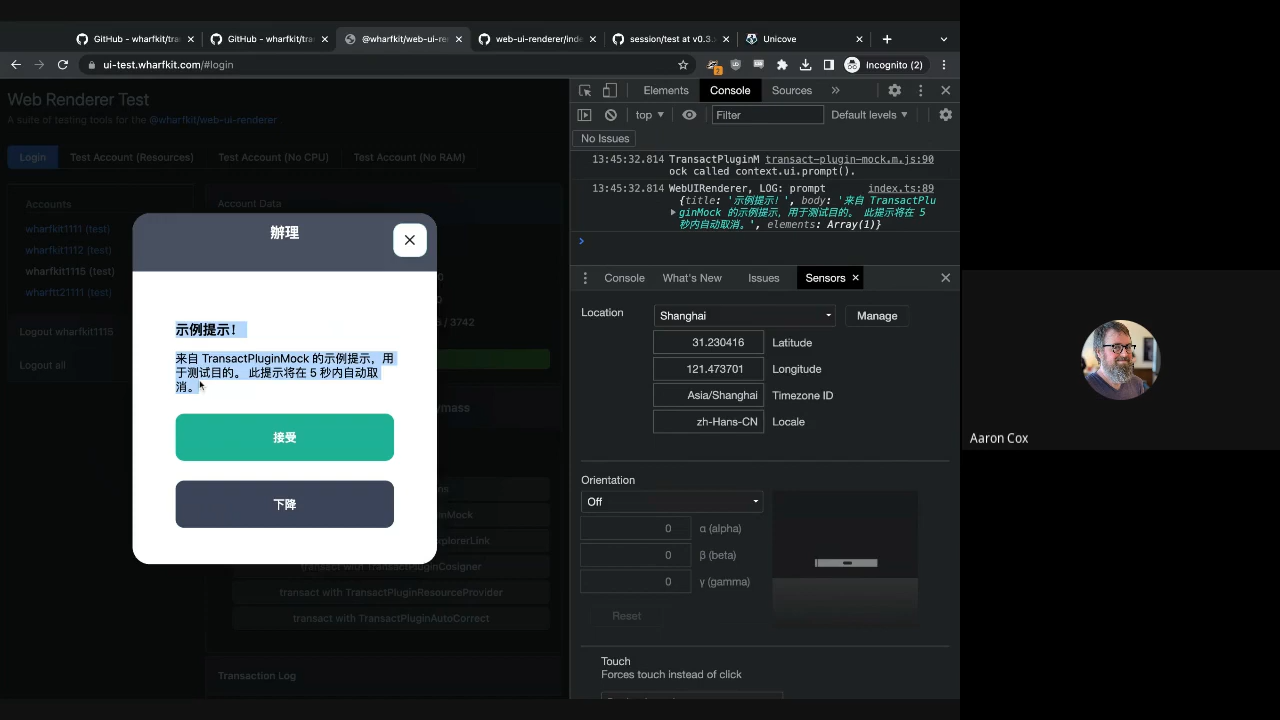 GitHub - wharfkit/tra
GitHub - wharfkit/tra
@wharfkit/web-ui-re
web-ui-renderer/inde
session/test at v0.3.
Unicove
ui-test.wharfkit.com/#login
7
Incognito (2)
Web Renderer Test
A suite of testing tools for the @wharfkit/web-ui-renderer
Login
Test Account (Resources)
Test Account (No CPU)
Test Account (No RAM)
Accounts
wharfkit1111 (test)
wharfkit1112 (test)
wharfkit1115 (test)
wharftt21111 (test)
Logout wharfkit1115
Logout all
Account Data
/ 3742
/mass
transact with TransactPluginCosigner
transact with TransactPluginResourceProvider
transact with TransactPluginAutoCorrect
Transaction Log
辦理
示例提示！
来自 TransactPluginMock 的示例提示，用
于测试目的。 此提示将在 5 秒内自动取
消。
接受
下降
Elements
Console
Sources
top
Filter
Default levels
No Issues
13:45:32.814 TransactPluginM transact-plugin-mock.m.js:90
ock called context.ui.prompt().
13:45:32.814 WebUIRenderer, LOG: prompt index.ts:89
{title: '示例提示！', body: '来自 TransactPlu
ginMock 的示例提示，用于测试目的。 此提示将在 5
秒内自动取消。', elements: Array(1)}
Console
What's New
Issues
Sensors
Location
Shanghai
Manage
31.230416 Latitude
121.473701 Longitude
Asia/Shanghai Timezone ID
zh-Hans-CN Locale
Orientation
Off
0 α (alpha)
0 β (beta)
0 γ (gamma)
Reset
Touch
Forces touch instead of click
Aaron Cox